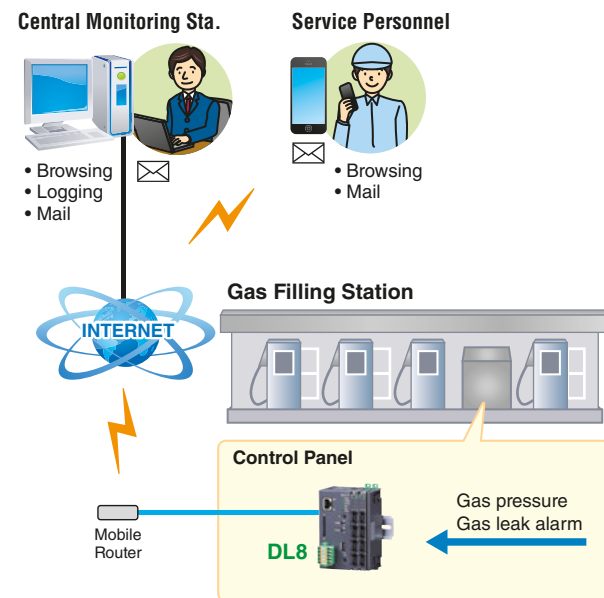 Central Monitoring Sta.
Service Personnel
• Browsing
• Logging
• Mail
• Browsing
• Mail
INTERNET
Gas Filling Station
Control Panel
Mobile
Router
DL8
Gas pressure
Gas leak alarm